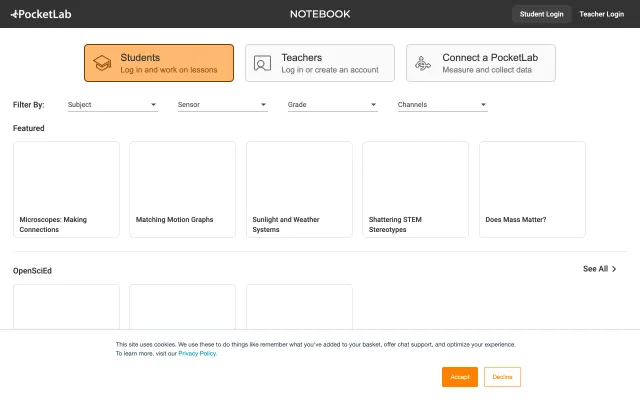 PocketLab
NOTEBOOK
Student Login
Teacher Login
Students
Log in and work on lessons
Teachers
Log in or create an account
Connect a PocketLab
Measure and collect data
Filter By:
Subject
Sensor
Grade
Channels
Featured
Microscopes: Making
Connections
Matching Motion Graphs
Sunlight and Weather
Systems
Shattering STEM
Stereotypes
Does Mass Matter?
OpenSciEd
See All
This site uses cookies. We use these to do things like remember what you've added to your basket, offer chat support, and optimize your experience.
To learn more, visit our Privacy Policy.
Accept
Decline